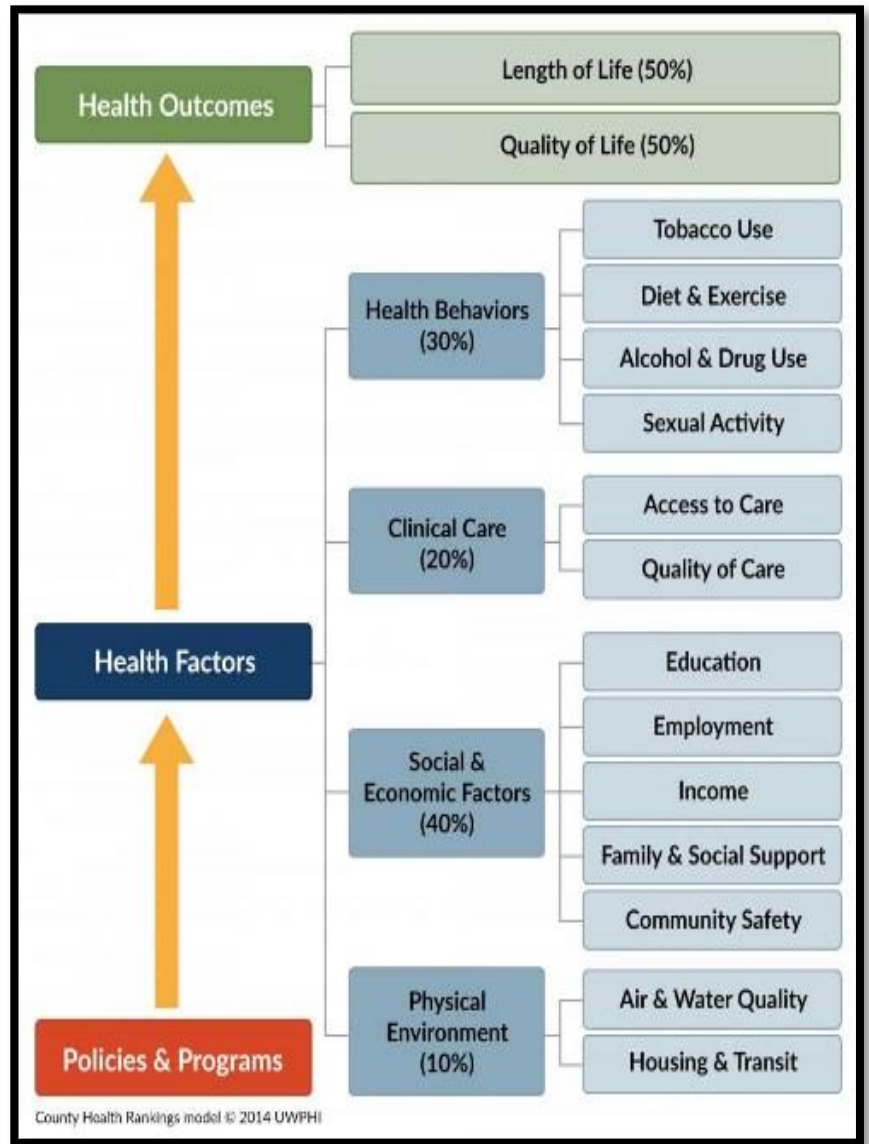 Health Outcomes
Length of Life (50%)
Quality of Life (50%)
Health Behaviors
(30%)
Tobacco Use
Diet & Exercise
Alcohol & Drug Use
Sexual Activity
Clinical Care
(20%)
Access to Care
Quality of Care
Health Factors
Social &
Economic Factors
(40%)
Education
Employment
Income
Family & Social Support
Community Safety
Physical
Environment
(10%)
Air & Water Quality
Housing & Transit
Policies & Programs
County Health Rankings model © 2014 UWPHI